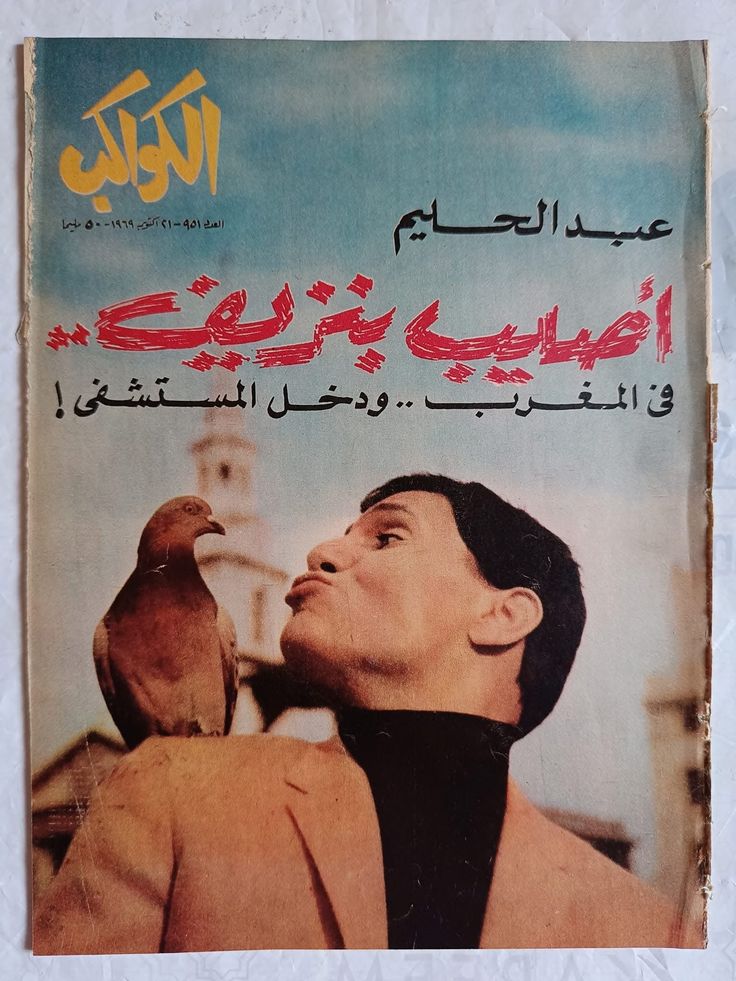 الكواكب
العدد ٩٥١ - ٢١ أكتوبر ١٩٦٩ - ٥٠ مليما
عبد الحليم
أصيب بنزيف ..
فى المغرب .. ودخل المستشفى !